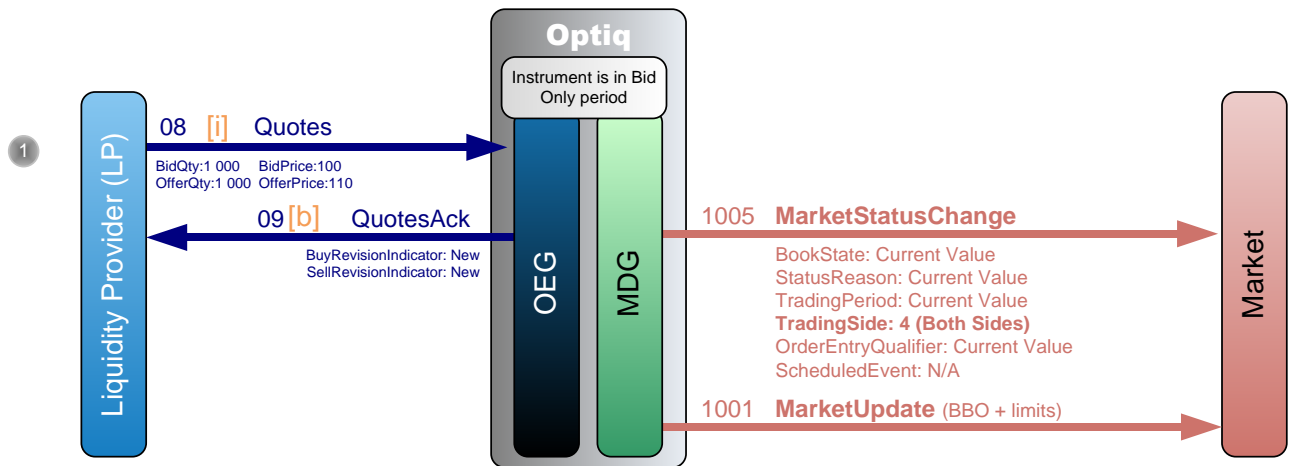 Optiq
Instrument is in Bid
Only period
1
Liquidity Provider (LP)
08 [i] Quotes
BidQty:1 000 BidPrice:100
OfferQty:1 000 OfferPrice:110
09 [b] QuotesAck
BuyRevisionIndicator: New
SellRevisionIndicator: New
OEG
MDG
1005 MarketStatusChange
BookState: Current Value
StatusReason: Current Value
TradingPeriod: Current Value
TradingSide: 4 (Both Sides)
OrderEntryQualifier: Current Value
ScheduledEvent: N/A
1001 MarketUpdate (BBO + limits)
Market